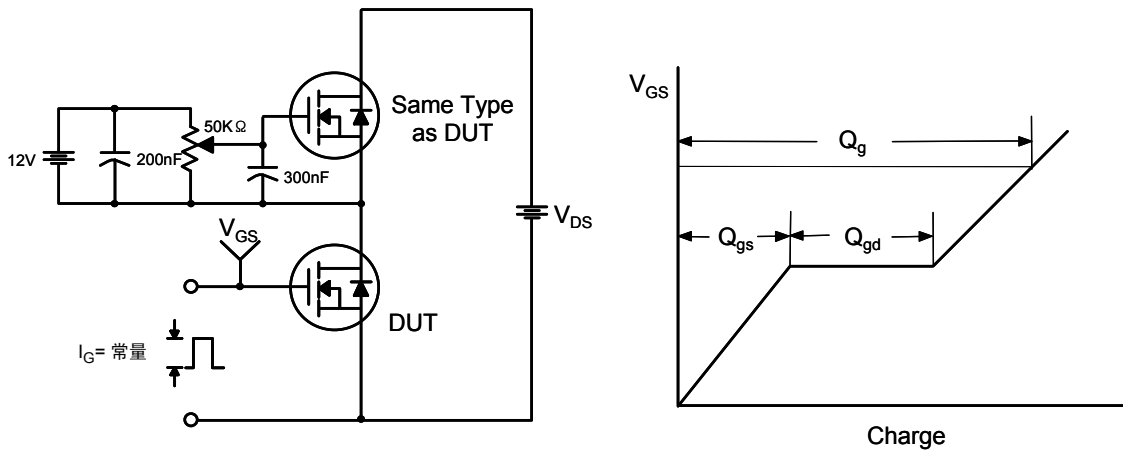 12V
200nF
50KΩ
300nF
Same Type
as DUT
V_DS
V_GS
DUT
I_G= 常量
V_GS
Q_g
Q_gs
Q_gd
Charge